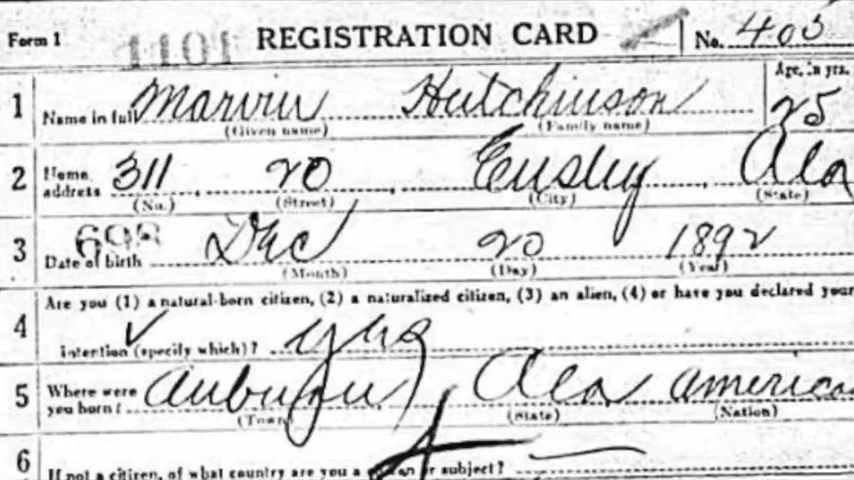 Form 1 1101 REGISTRATION CARD No. 405
1 Name in full Marvin Hutchinson Age, in yrs. 25
(Given name) (Family name)
2 Home address 311 20 Ensley Ala
(No.) (Street) (City) (State)
698
3 Date of birth Dec 20 1892
(Month) (Day) (Year)
Are you (1) a natural-born citizen, (2) a naturalized citizen, (3) an alien, (4) or have you declared your
4 intention (specify which)? yes
5 Where were you born? Auburn Ala America
(Town) (State) (Nation)
6 If not a citizen, of what country are you a citizen or subject?